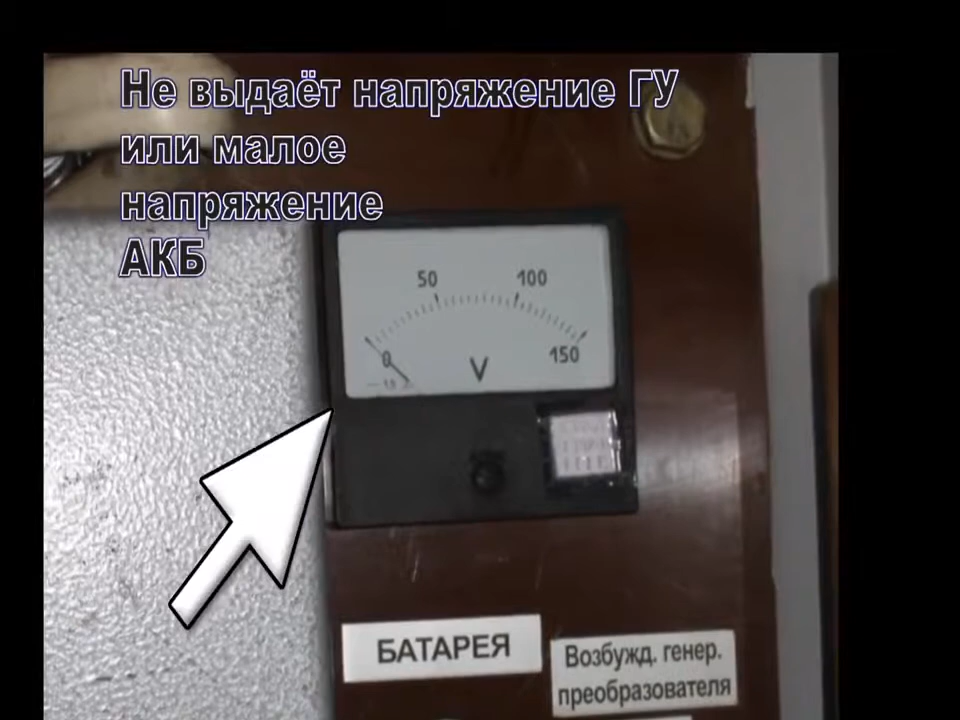 Не выдаёт напряжение ГУ
или малое
напряжение
АКБ
50 100
0 150
V
БАТАРЕЯ
Возбужд. генер.
преобразователя